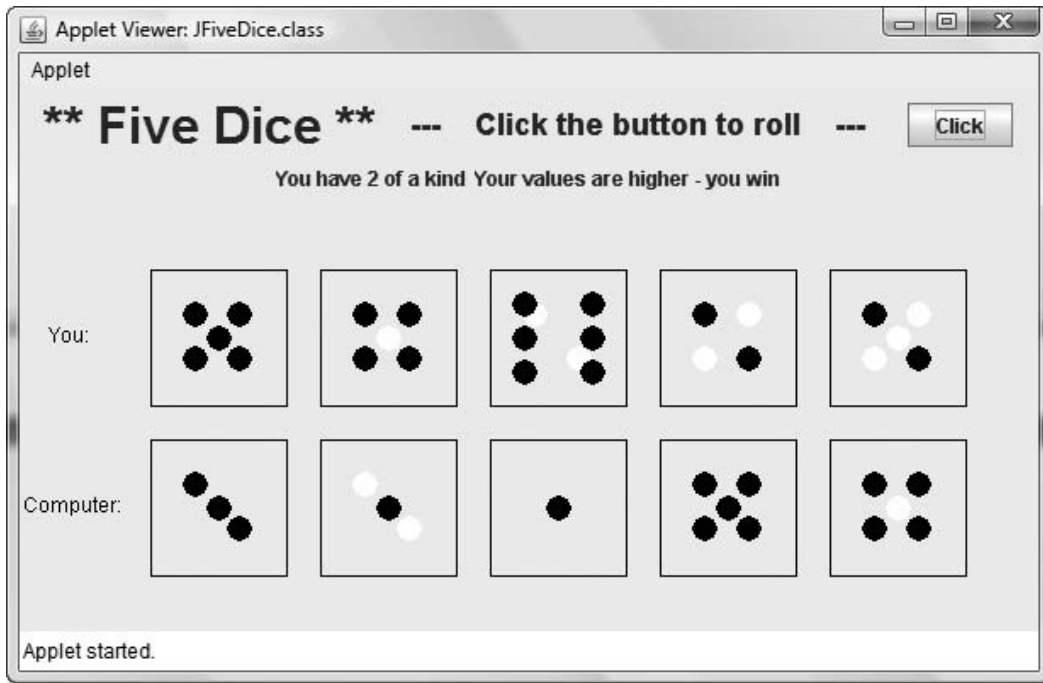 Applet Viewer: JFiveDice.class
Applet
** Five Dice ** --- Click the button to roll --- Click
You have 2 of a kind Your values are higher - you win
You:
Computer:
Applet started.